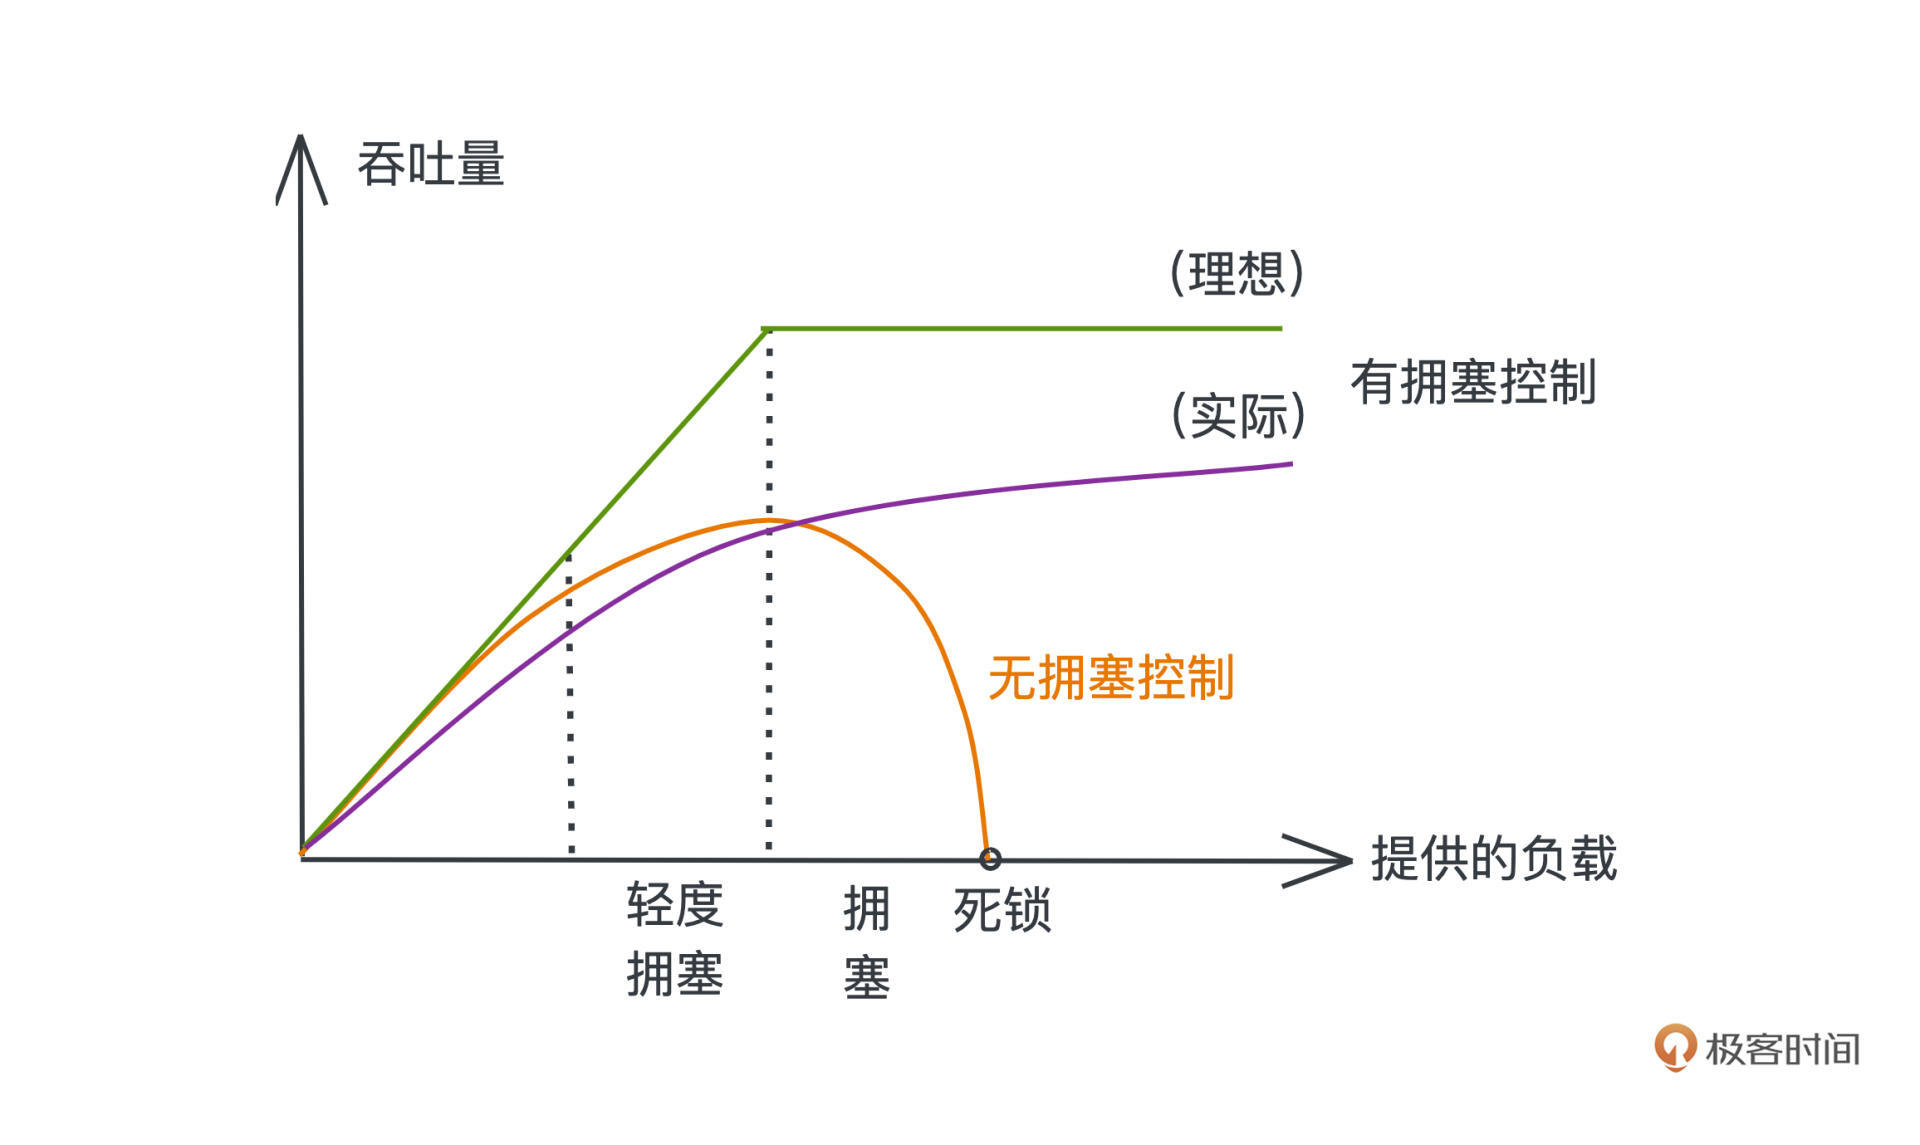 吞吐量
(理想)
有拥塞控制
(实际)
无拥塞控制
提供的负载
轻度
拥塞
拥
塞
死锁
极客时间